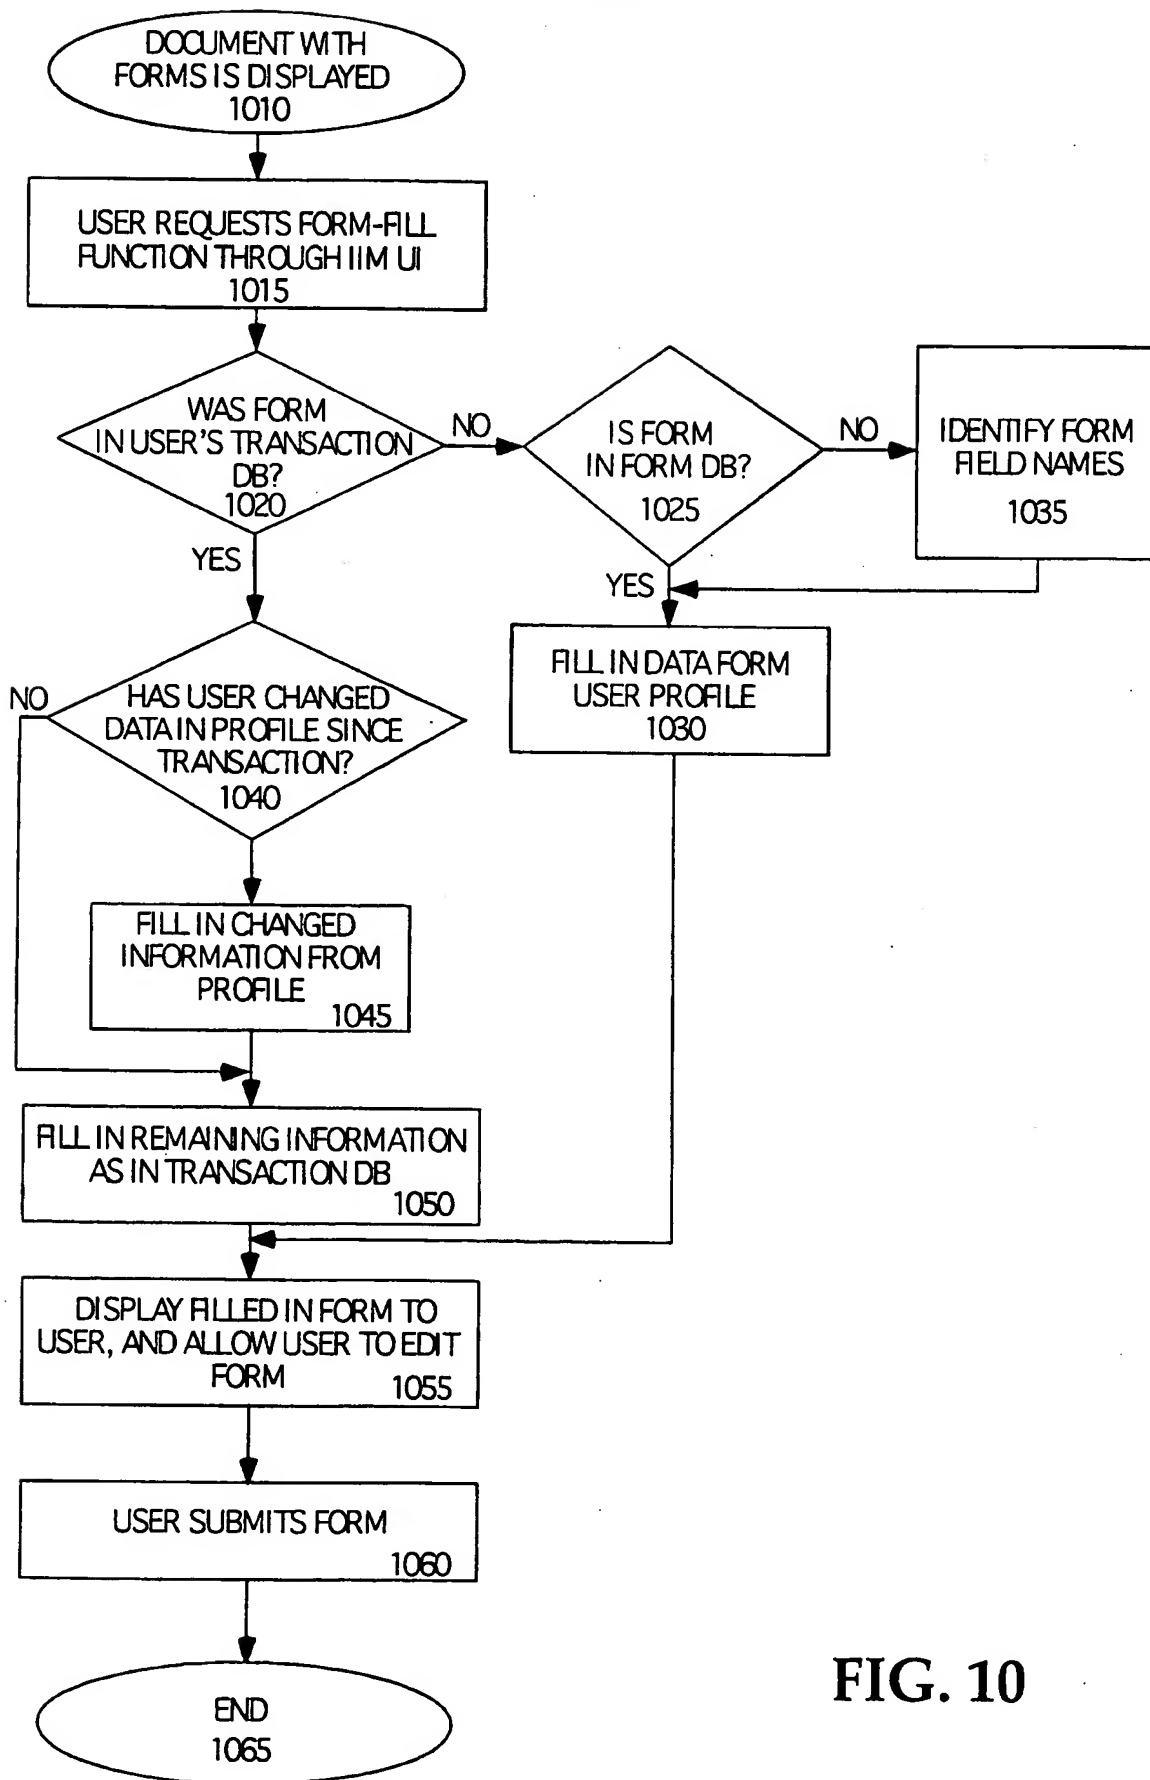 DOCUMENT WITH
FORMS IS DISPLAYED
1010
USER REQUESTS FORM-FILL
FUNCTION THROUGH IIM UI
1015
WAS FORM
IN USER'S TRANSACTION
DB?
1020
NO
IS FORM
IN FORM DB?
1025
NO
IDENTIFY FORM
FIELD NAMES
1035
YES
YES
FILL IN DATA FORM
USER PROFILE
1030
NO
HAS USER CHANGED
DATA IN PROFILE SINCE
TRANSACTION?
1040
FILL IN CHANGED
INFORMATION FROM
PROFILE
1045
FILL IN REMAINING INFORMATION
AS IN TRANSACTION DB
1050
DISPLAY FILLED IN FORM TO
USER, AND ALLOW USER TO EDIT
FORM
1055
USER SUBMITS FORM
1060
END
1065
FIG. 10